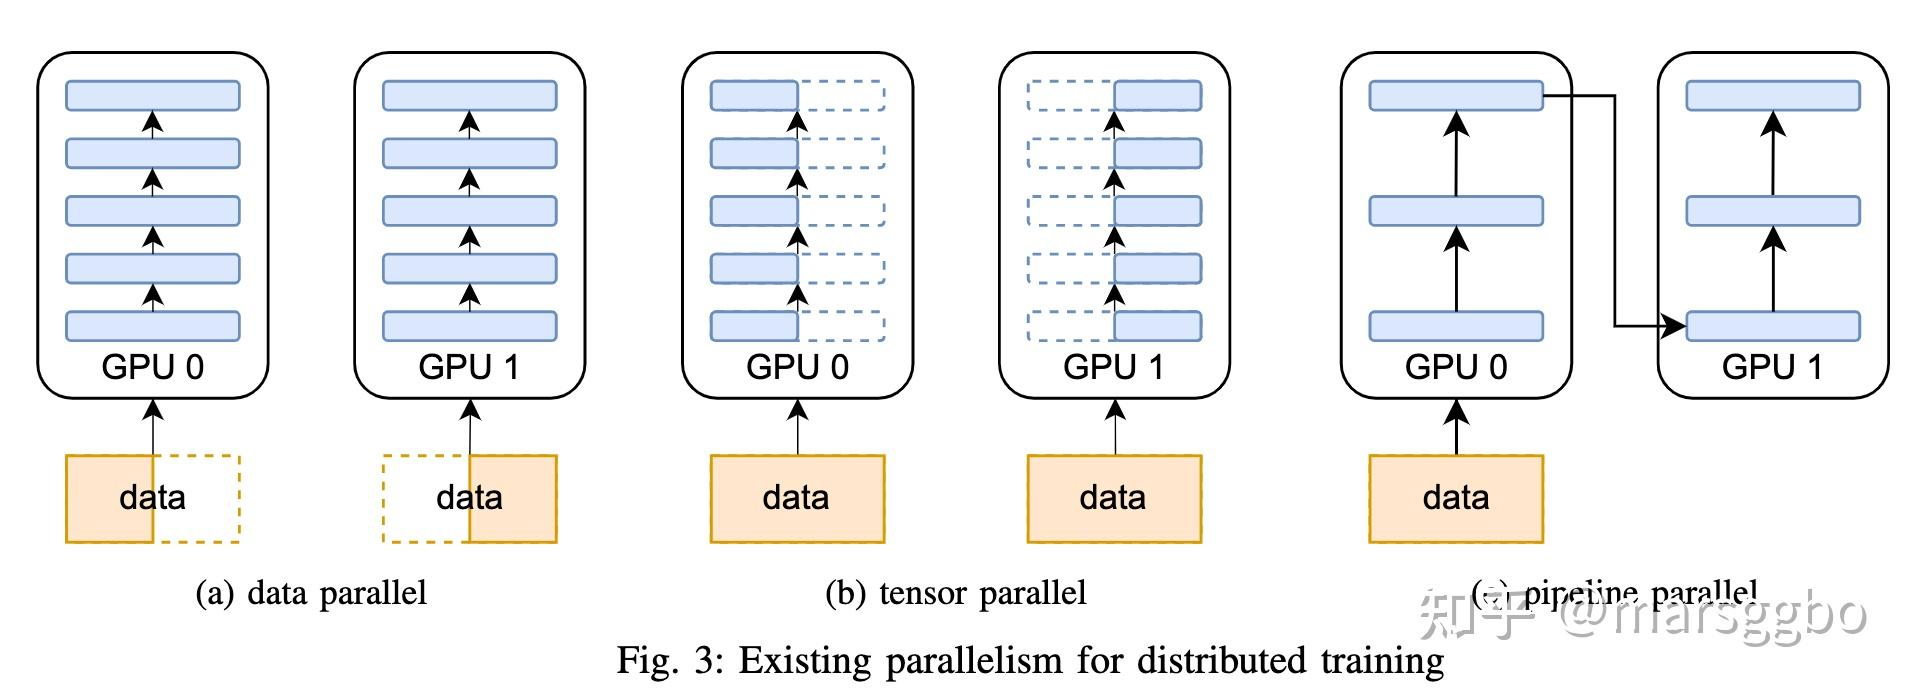 GPU 0
GPU 1
GPU 0
GPU 1
GPU 0
GPU 1
data
data
data
data
data
(a) data parallel
(b) tensor parallel
(c) pipeline parallel
知乎 @marsggbo
Fig. 3: Existing parallelism for distributed training